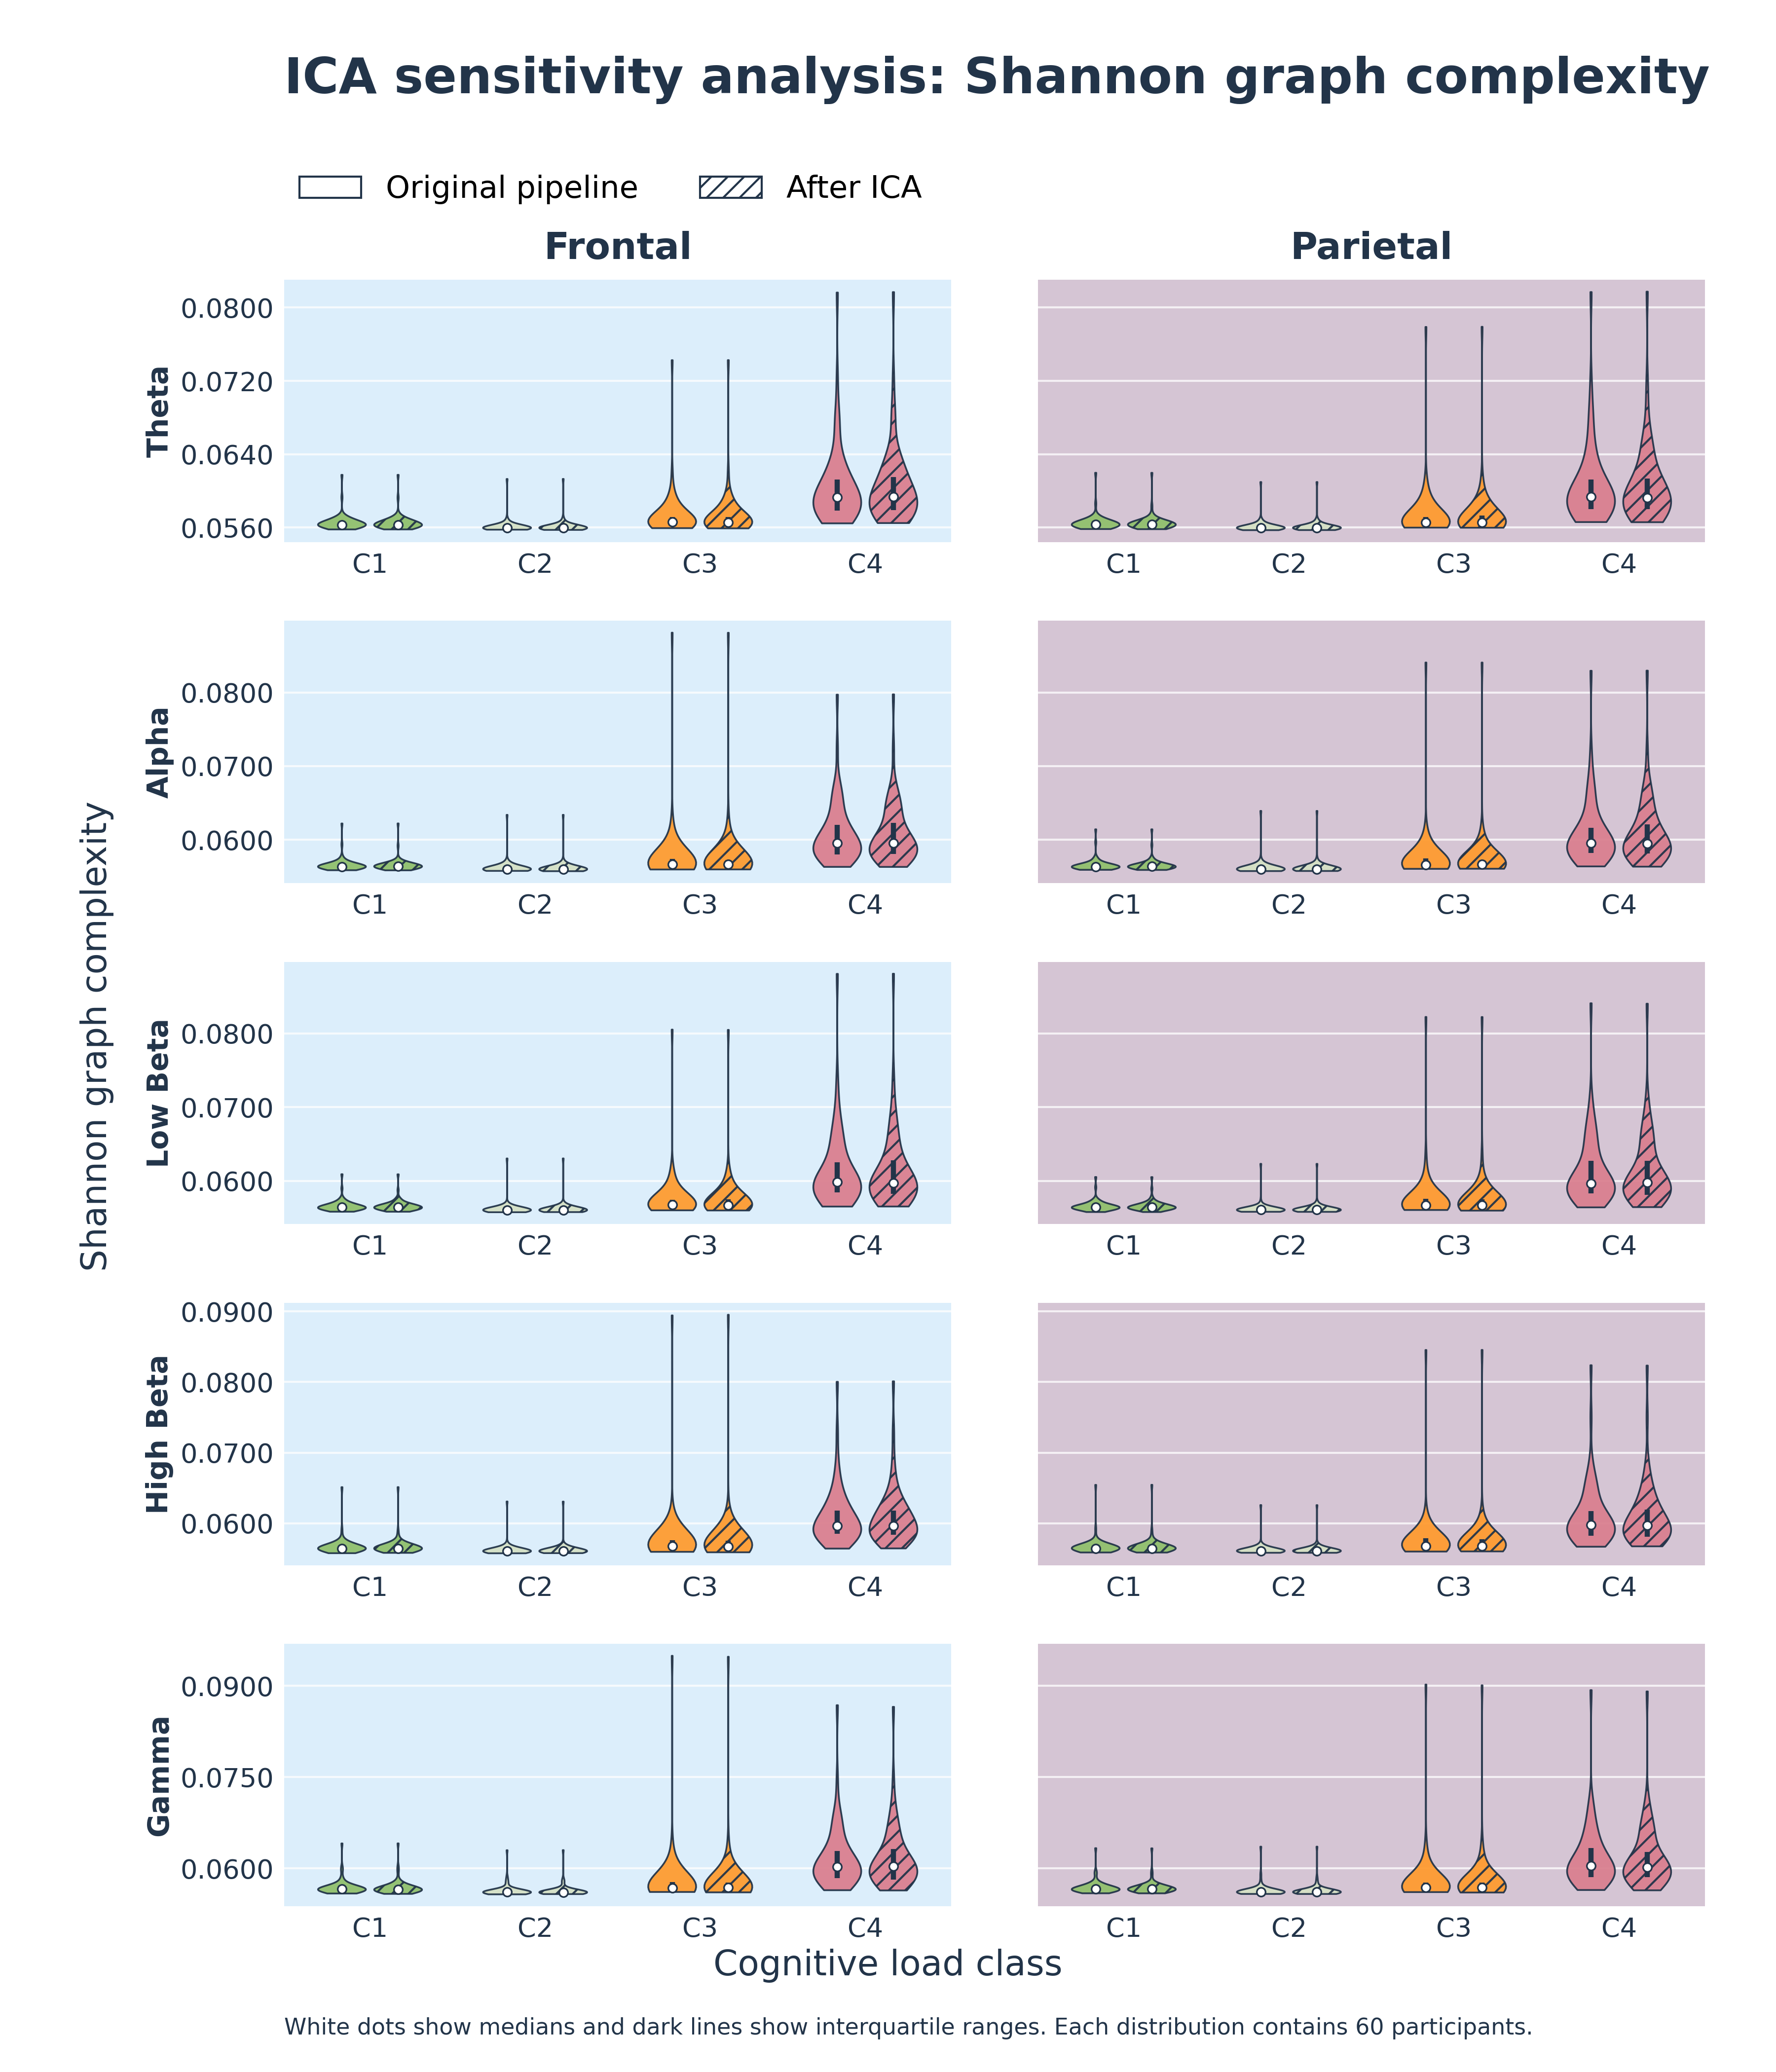 ICA sensitivity analysis: Shannon graph complexity
Original pipeline After ICA
Frontal Parietal
Shannon graph complexity
Theta
0.0800
0.0720
0.0640
0.0560
C1 C2 C3 C4 C1 C2 C3 C4
Alpha
0.0800
0.0700
0.0600
C1 C2 C3 C4 C1 C2 C3 C4
Low Beta
0.0800
0.0700
0.0600
C1 C2 C3 C4 C1 C2 C3 C4
High Beta
0.0900
0.0800
0.0700
0.0600
C1 C2 C3 C4 C1 C2 C3 C4
Gamma
0.0900
0.0750
0.0600
C1 C2 C3 C4 C1 C2 C3 C4
Cognitive load class
White dots show medians and dark lines show interquartile ranges. Each distribution contains 60 participants.